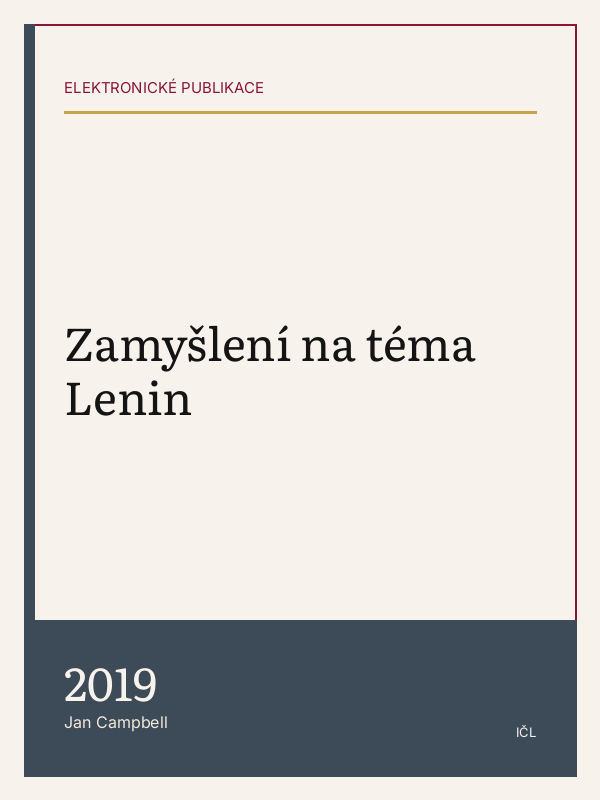 ELEKTRONICKÉ PUBLIKACE
Zamyšlení na téma
Lenin
2019
Jan Campbell
IČL